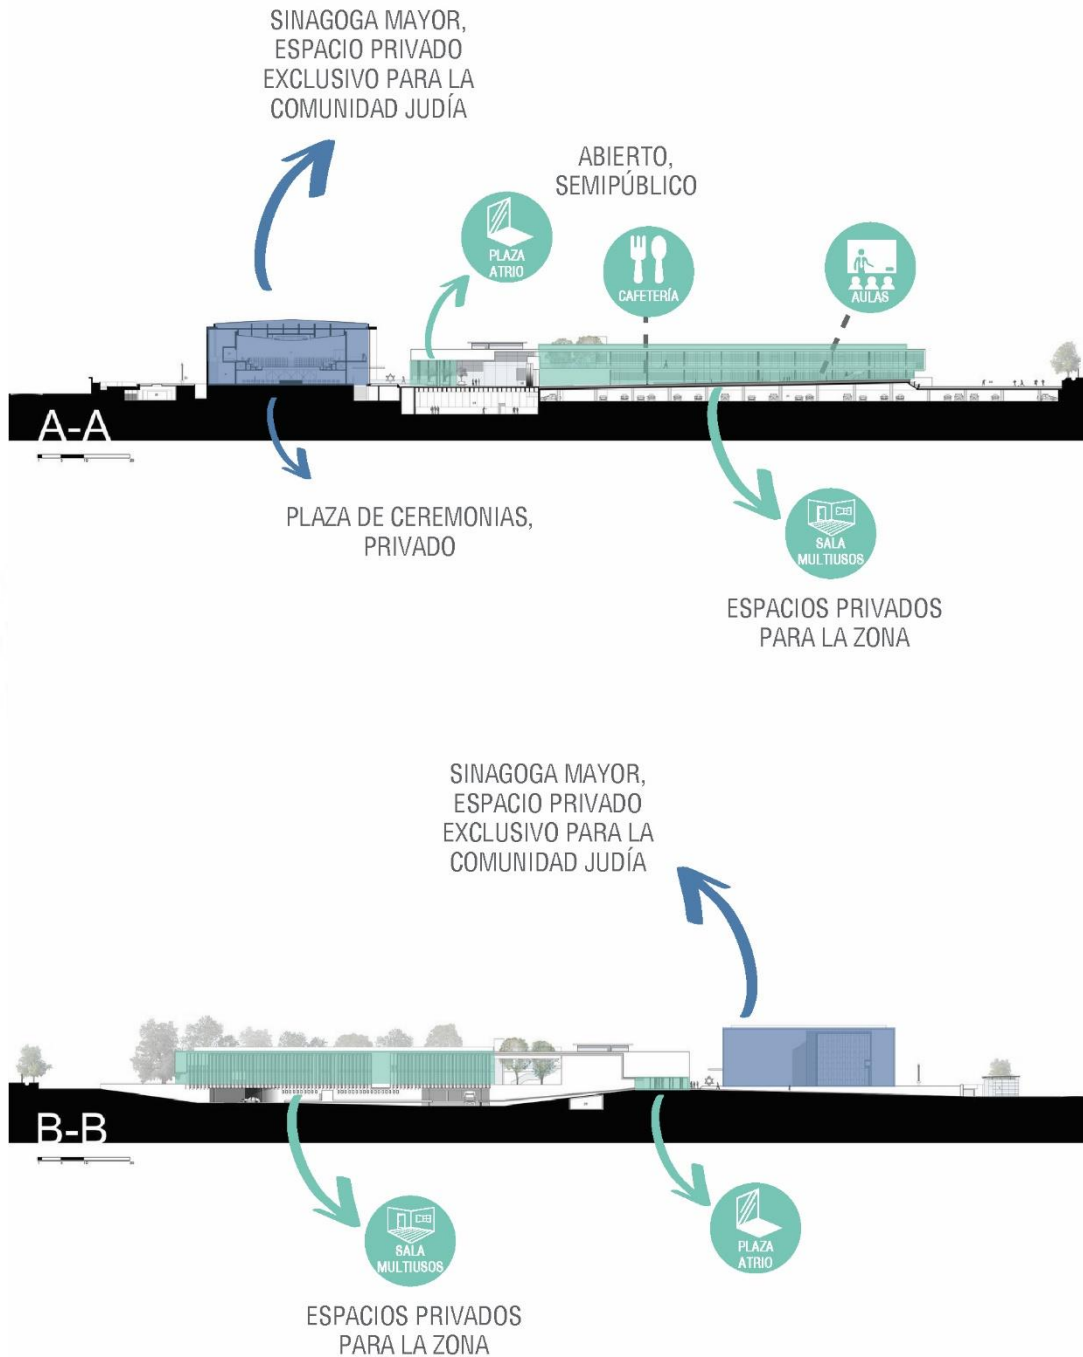 SINAGOGA MAYOR,
ESPACIO PRIVADO
EXCLUSIVO PARA LA
COMUNIDAD JUDÍA
ABIERTO,
SEMIPÚBLICO
PLAZA
ATRIO
CAFETERÍA
AULAS
A-A
PLAZA DE CEREMONIAS,
PRIVADO
SALA
MULTIUSOS
ESPACIOS PRIVADOS
PARA LA ZONA
SINAGOGA MAYOR,
ESPACIO PRIVADO
EXCLUSIVO PARA LA
COMUNIDAD JUDÍA
B-B
SALA
MULTIUSOS
PLAZA
ATRIO
ESPACIOS PRIVADOS
PARA LA ZONA